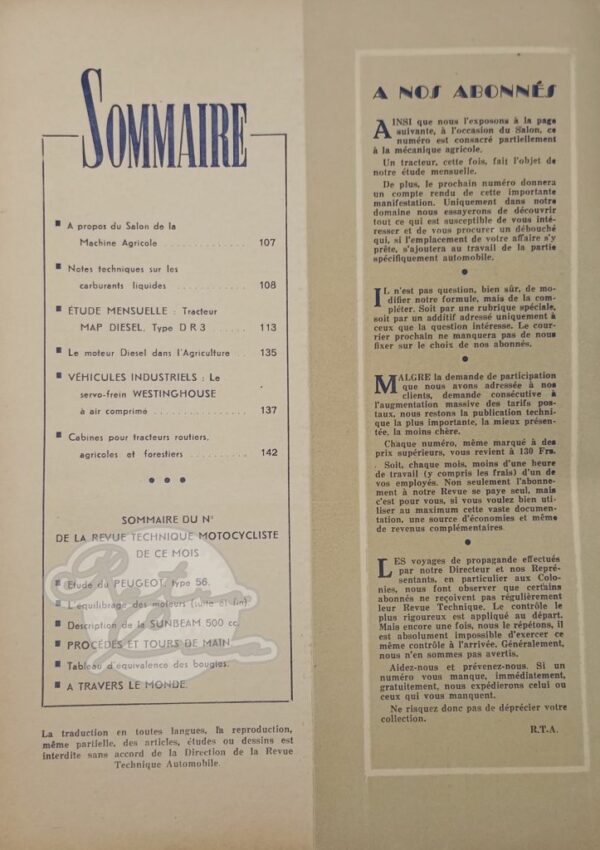 SOMMAIRE
A propos du Salon de la
Machine Agricole . . . . . . . . . . . . 107
Notes techniques sur les
carburants liquides . . . . . . . . . . . 108
ÉTUDE MENSUELLE : Tracteur
MAP DIESEL, Type DR3 . . . . 113
Le moteur Diesel dans l'Agriculture . . 135
VÉHICULES INDUSTRIELS : Le
servo-frein WESTINGHOUSE
à air comprimé . . . . . . . . . . . . . 137
Cabines pour tracteurs routiers,
agricoles et forestiers . . . . . . . . . 142
SOMMAIRE DU N°
DE LA REVUE TECHNIQUE MOTOCYCLISTE
DE CE MOIS
Etude du PEUGEOT, type 56.
L'équilibrage des moteurs (suite et fin)
Description de la SUNBEAM 500 cc.
PROCÉDÉS ET TOURS DE MAIN.
Tableau d'équivalence des bougies.
A TRAVERS LE MONDE.
La traduction en toutes langues, la reproduction,
même partielle, des articles, études ou dessins est
interdite sans accord de la Direction de la Revue
Technique Automobile.
A NOS ABONNÉS
AINSI que nous l'exposons à la page
suivante, à l'occasion du Salon, ce
numéro est consacré partiellement
à la mécanique agricole.
Un tracteur, cette fois, fait l'objet de
notre étude mensuelle.
De plus, le prochain numéro donnera
un compte rendu de cette importante
manifestation. Uniquement dans notre
domaine nous essayerons de découvrir
tout ce qui est susceptible de vous inté-
resser et de vous procurer un débouché
qui, si l'emplacement de votre affaire s'y
prête, s'ajoutera au travail de la partie
spécifiquement automobile.
IL n'est pas question, bien sûr, de mo-
difier notre formule, mais de la com-
pléter. Soit par une rubrique spéciale,
soit par un additif adressé uniquement à
ceux que la question intéresse. Le cour-
rier prochain ne manquera pas de nous
fixer sur le choix de nos abonnés.
MALGRE la demande de participation
que nous avons adressée à nos
clients, demande consécutive à
l'augmentation massive des tarifs pos-
taux, nous restons la publication techni-
que la plus importante, la mieux présen-
tée, la moins chère.
Chaque numéro, même marqué à des
prix supérieurs, vous revient à 130 Frs.
Soit, chaque mois, moins d'une heure
de travail (y compris les frais) d'un de
vos employés. Non seulement l'abonne-
ment à notre Revue se paye seul, mais
c'est pour vous, si vous voulez bien uti-
liser au maximum cette vaste documen-
tation, une source d'économies et même
de revenus complémentaires.
LES voyages de propagande effectués
par notre Directeur et nos Repré-
sentants, en particulier aux Colo-
nies, nous font observer que certains
abonnés ne reçoivent pas régulièrement
leur Revue Technique. Le contrôle le
plus rigoureux est appliqué au départ.
Mais encore une fois, nous le répétons, il
est absolument impossible d'exercer ce
même contrôle à l'arrivée. Généralement,
nous n'en sommes pas avertis.
Aidez-nous et prévenez-nous. Si un
numéro vous manque, immédiatement,
gratuitement, nous expédierons celui ou
ceux qui vous manquent.
Ne risquez donc pas de déprécier votre
collection.
R.T.A.